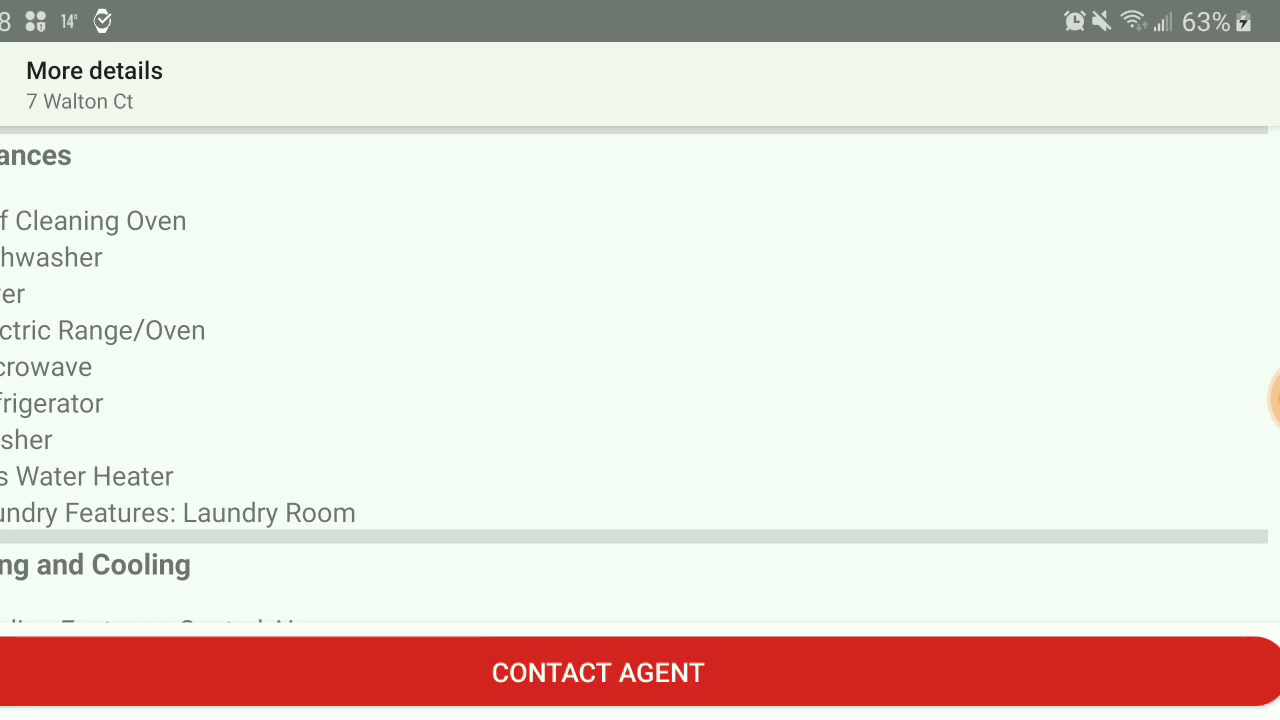 8 14° 63%
More details
7 Walton Ct
ances
f Cleaning Oven
hwasher
er
ctric Range/Oven
crowave
frigerator
sher
s Water Heater
undry Features: Laundry Room
ng and Cooling
CONTACT AGENT